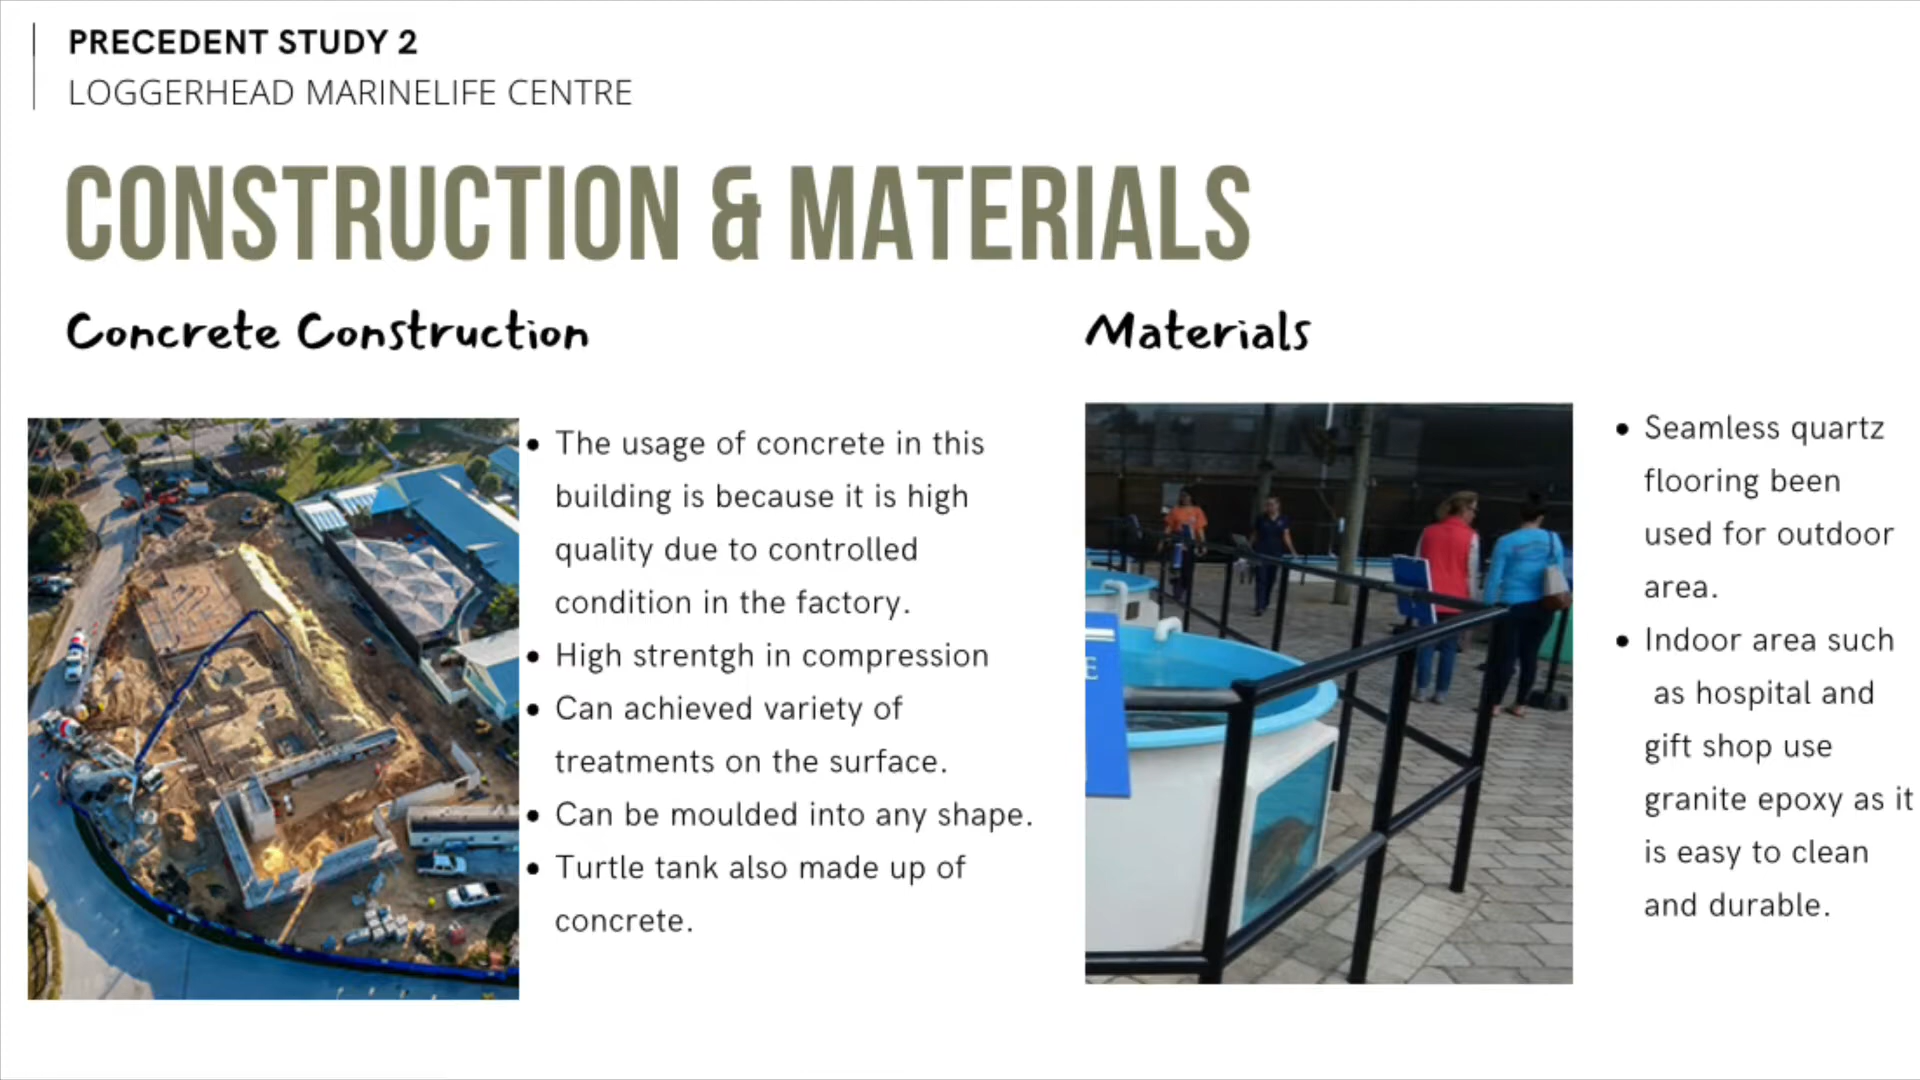 PRECEDENT STUDY 2
LOGGERHEAD MARINELIFE CENTRE
CONSTRUCTION & MATERIALS
Concrete Construction
• The usage of concrete in this
building is because it is high
quality due to controlled
condition in the factory.
• High strentgh in compression
• Can achieved variety of
treatments on the surface.
• Can be moulded into any shape.
• Turtle tank also made up of
concrete.
Materials
E
• Seamless quartz
flooring been
used for outdoor
area.
• Indoor area such
as hospital and
gift shop use
granite epoxy as it
is easy to clean
and durable.